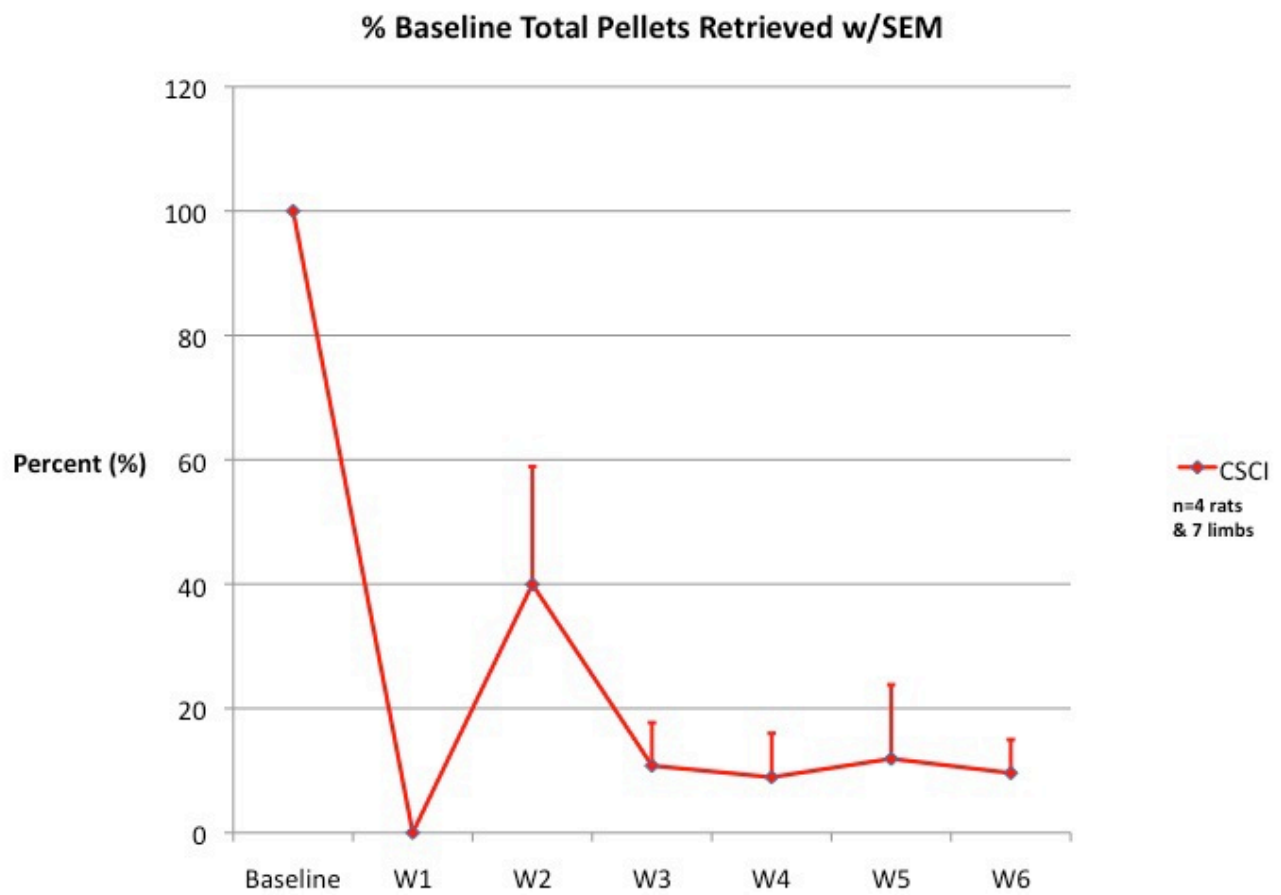 % Baseline Total Pellets Retrieved w/SEM
120
100
80
Percent (%)
60
40
20
0
Baseline W1 W2 W3 W4 W5 W6
CSCI
n=4 rats
& 7 limbs